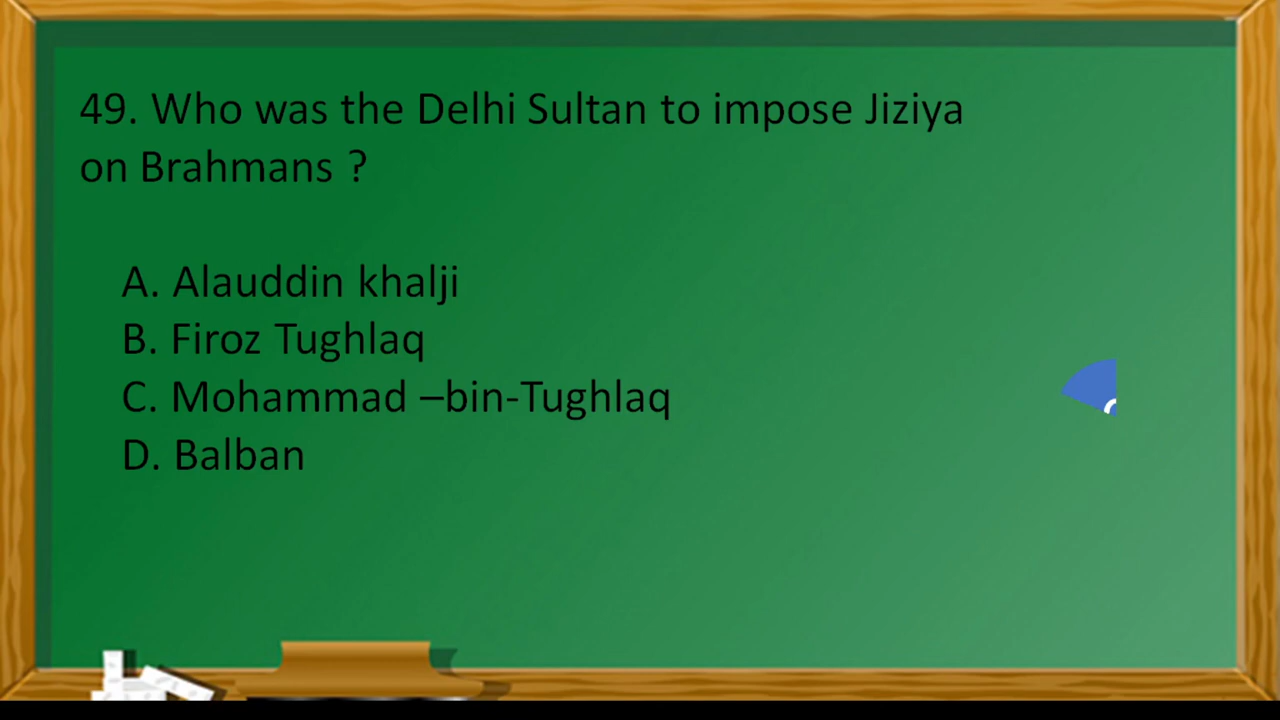 49. Who was the Delhi Sultan to impose Jiziya
on Brahmans ?
A. Alauddin khalji
B. Firoz Tughlaq
C. Mohammad –bin-Tughlaq
D. Balban